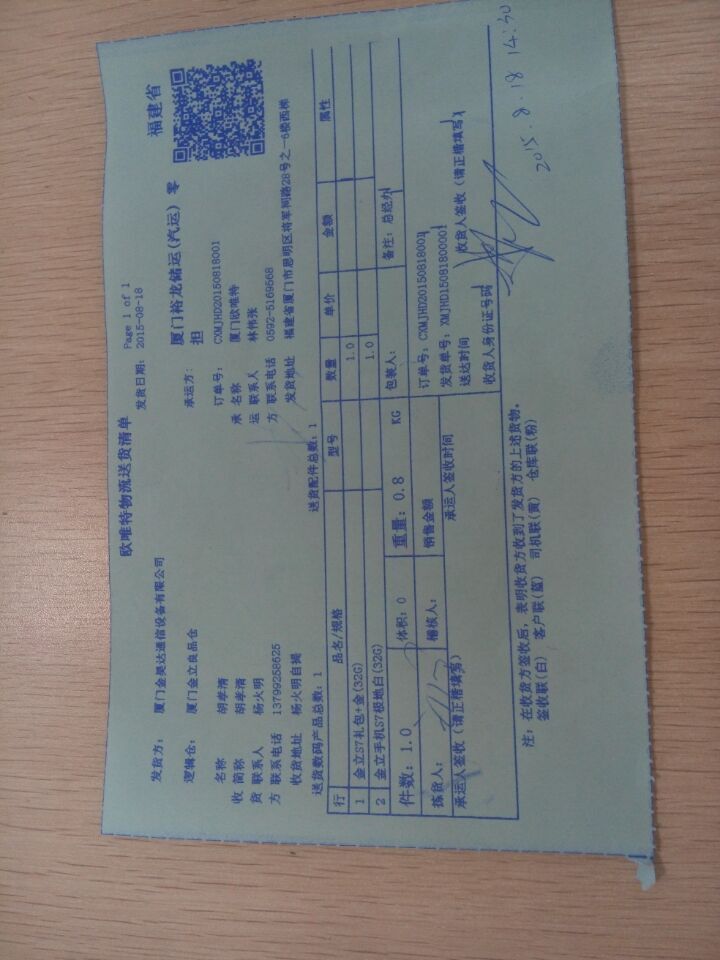 欧唯特物流送货清单
Page 1 of 1
福建省
发货方： 厦门金昊达通信设备有限公司
发货日期： 2015-08-18
逻辑仓： 厦门金立良品仓
承运方： 厦门裕龙储运(汽运) 零担
名称 胡孝清
订单号： CXMJHD20150818001
收 简称 胡孝清
承 名称 厦门欧唯特
货 联系人 杨火明
运 联系人 林伟涨
方 联系电话 13799258625
方 联系电话 0592-5169568
收货地址 杨火明自提
发货地址 福建省厦门市思明区将军祠路28号之一6楼西梯
送货数码产品总数：1 送货配件总数：1
行 品名/规格 型号 数量 单价 金额 属性
1 金立S7礼包+金(32G) 1.0
2 金立手机S7极地白(32G) 1.0
件数：1.0 体积：0 重量：0.8 KG 包装人： 备注：总经办
拣货人： 稽核人： 销售金额
订单号：CXMJHD20150818001
发货单号：XMJHD15081800001
承运人签收（请正楷填写） 承运人签收时间
送达时间 收货人签收（请正楷填写）
收货人身份证号码
2015.8.18 14:30
注：在收货方签收后，表明收货方收到了发货方的上述货物。
签收联(白) 客户联(蓝) 司机联(黄) 仓库联(粉)